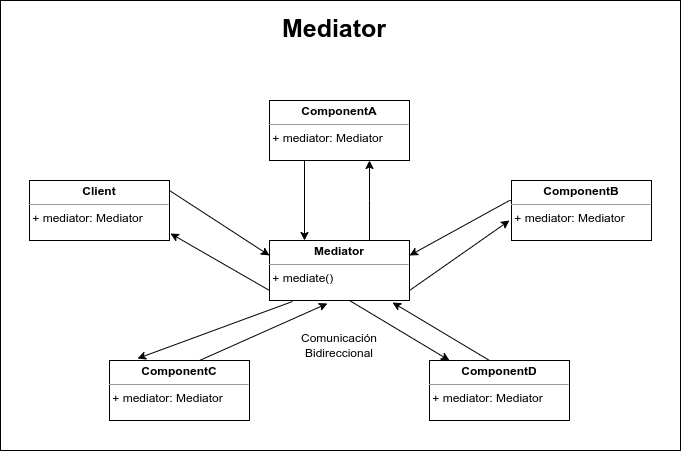 Mediator
ComponentA
+ mediator: Mediator
Client
+ mediator: Mediator
ComponentB
+ mediator: Mediator
Mediator
+ mediate()
Comunicación
Bidireccional
ComponentC
+ mediator: Mediator
ComponentD
+ mediator: Mediator